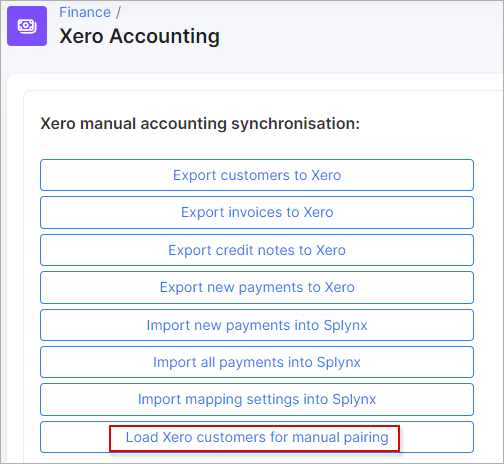 Finance /
Xero Accounting
Xero manual accounting synchronisation:
Export customers to Xero
Export invoices to Xero
Export credit notes to Xero
Export new payments to Xero
Import new payments into Splynx
Import all payments into Splynx
Import mapping settings into Splynx
Load Xero customers for manual pairing